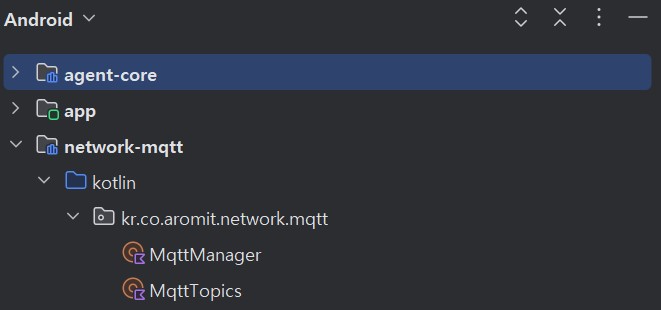 Android
agent-core
app
network-mqtt
kotlin
kr.co.aromit.network.mqtt
MqttManager
MqttTopics